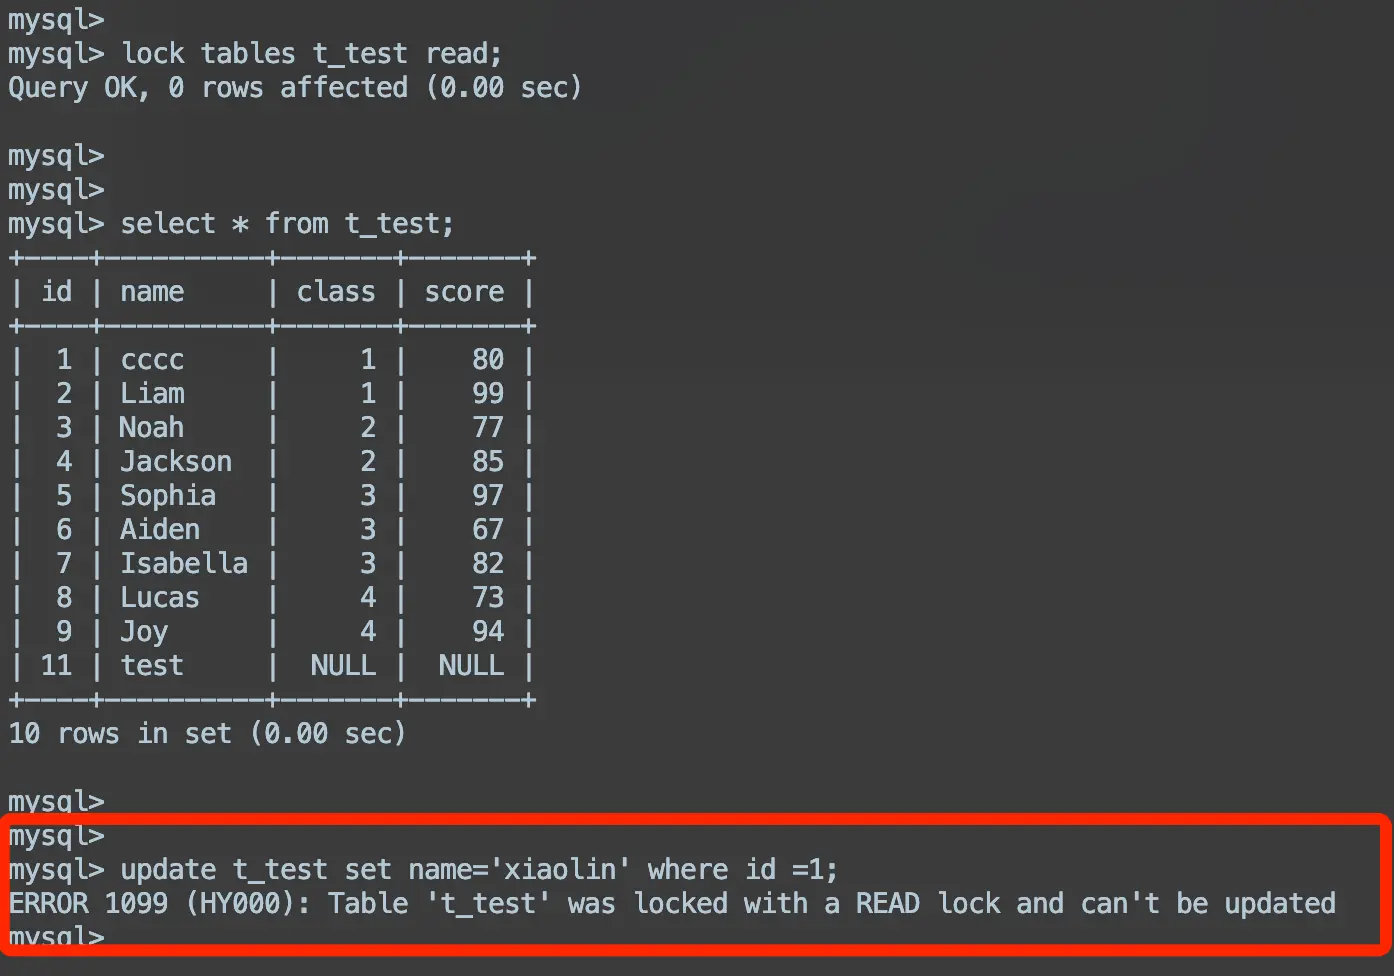 mysql>
mysql> lock tables t_test read;
Query OK, 0 rows affected (0.00 sec)
mysql>
mysql>
mysql> select * from t_test;
+----+----------+-------+-------+
| id | name     | class | score |
+----+----------+-------+-------+
|  1 | cccc     |     1 |    80 |
|  2 | Liam     |     1 |    99 |
|  3 | Noah     |     2 |    77 |
|  4 | Jackson  |     2 |    85 |
|  5 | Sophia   |     3 |    97 |
|  6 | Aiden    |     3 |    67 |
|  7 | Isabella |     3 |    82 |
|  8 | Lucas    |     4 |    73 |
|  9 | Joy      |     4 |    94 |
| 11 | test     |  NULL |  NULL |
+----+----------+-------+-------+
10 rows in set (0.00 sec)
mysql>
mysql>
mysql> update t_test set name='xiaolin' where id =1;
ERROR 1099 (HY000): Table 't_test' was locked with a READ lock and can't be updated
mysql>